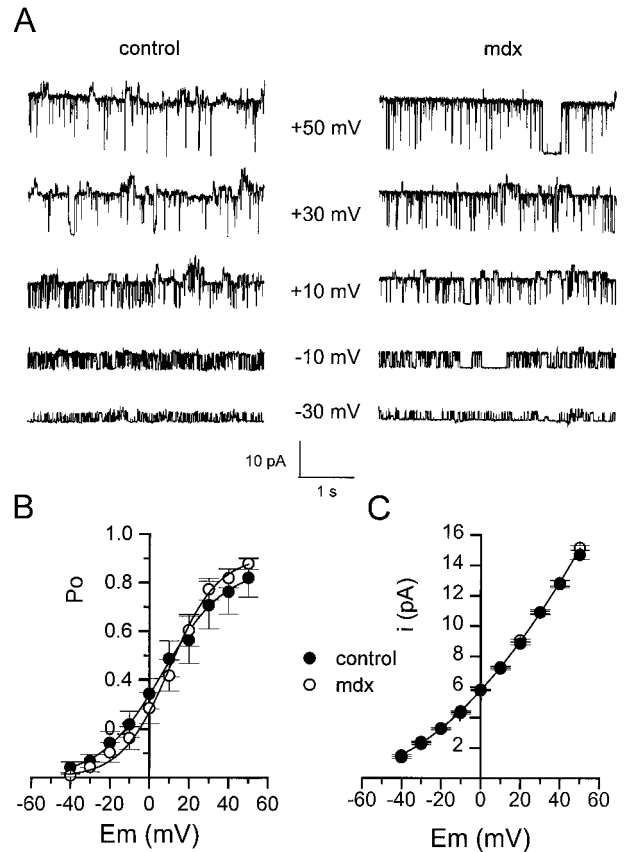 A
control
mdx
+50 mV
+30 mV
+10 mV
-10 mV
-30 mV
10 pA
1 s
B
1.0
0.8
0.6
0.4
0
Po
-60 -40 -20 0 20 40 60
Em (mV)
control
mdx
C
16
14
12
10
8
6
4
2
i (pA)
-60 -40 -20 0 20 40 60
Em (mV)